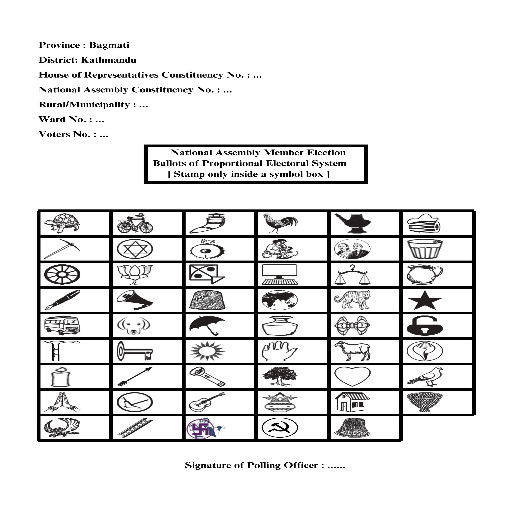 Province : Bagmati
District: Kathmandu
House of Representatives Constituency No. : ...
National Assembly Constituency No. : ...
Rural/Municipality : ...
Ward No. : ...
Voters No. : ...
National Assembly Member Election
Ballots of Proportional Electoral System
[ Stamp only inside a symbol box ]
Signature of Polling Officer : ......